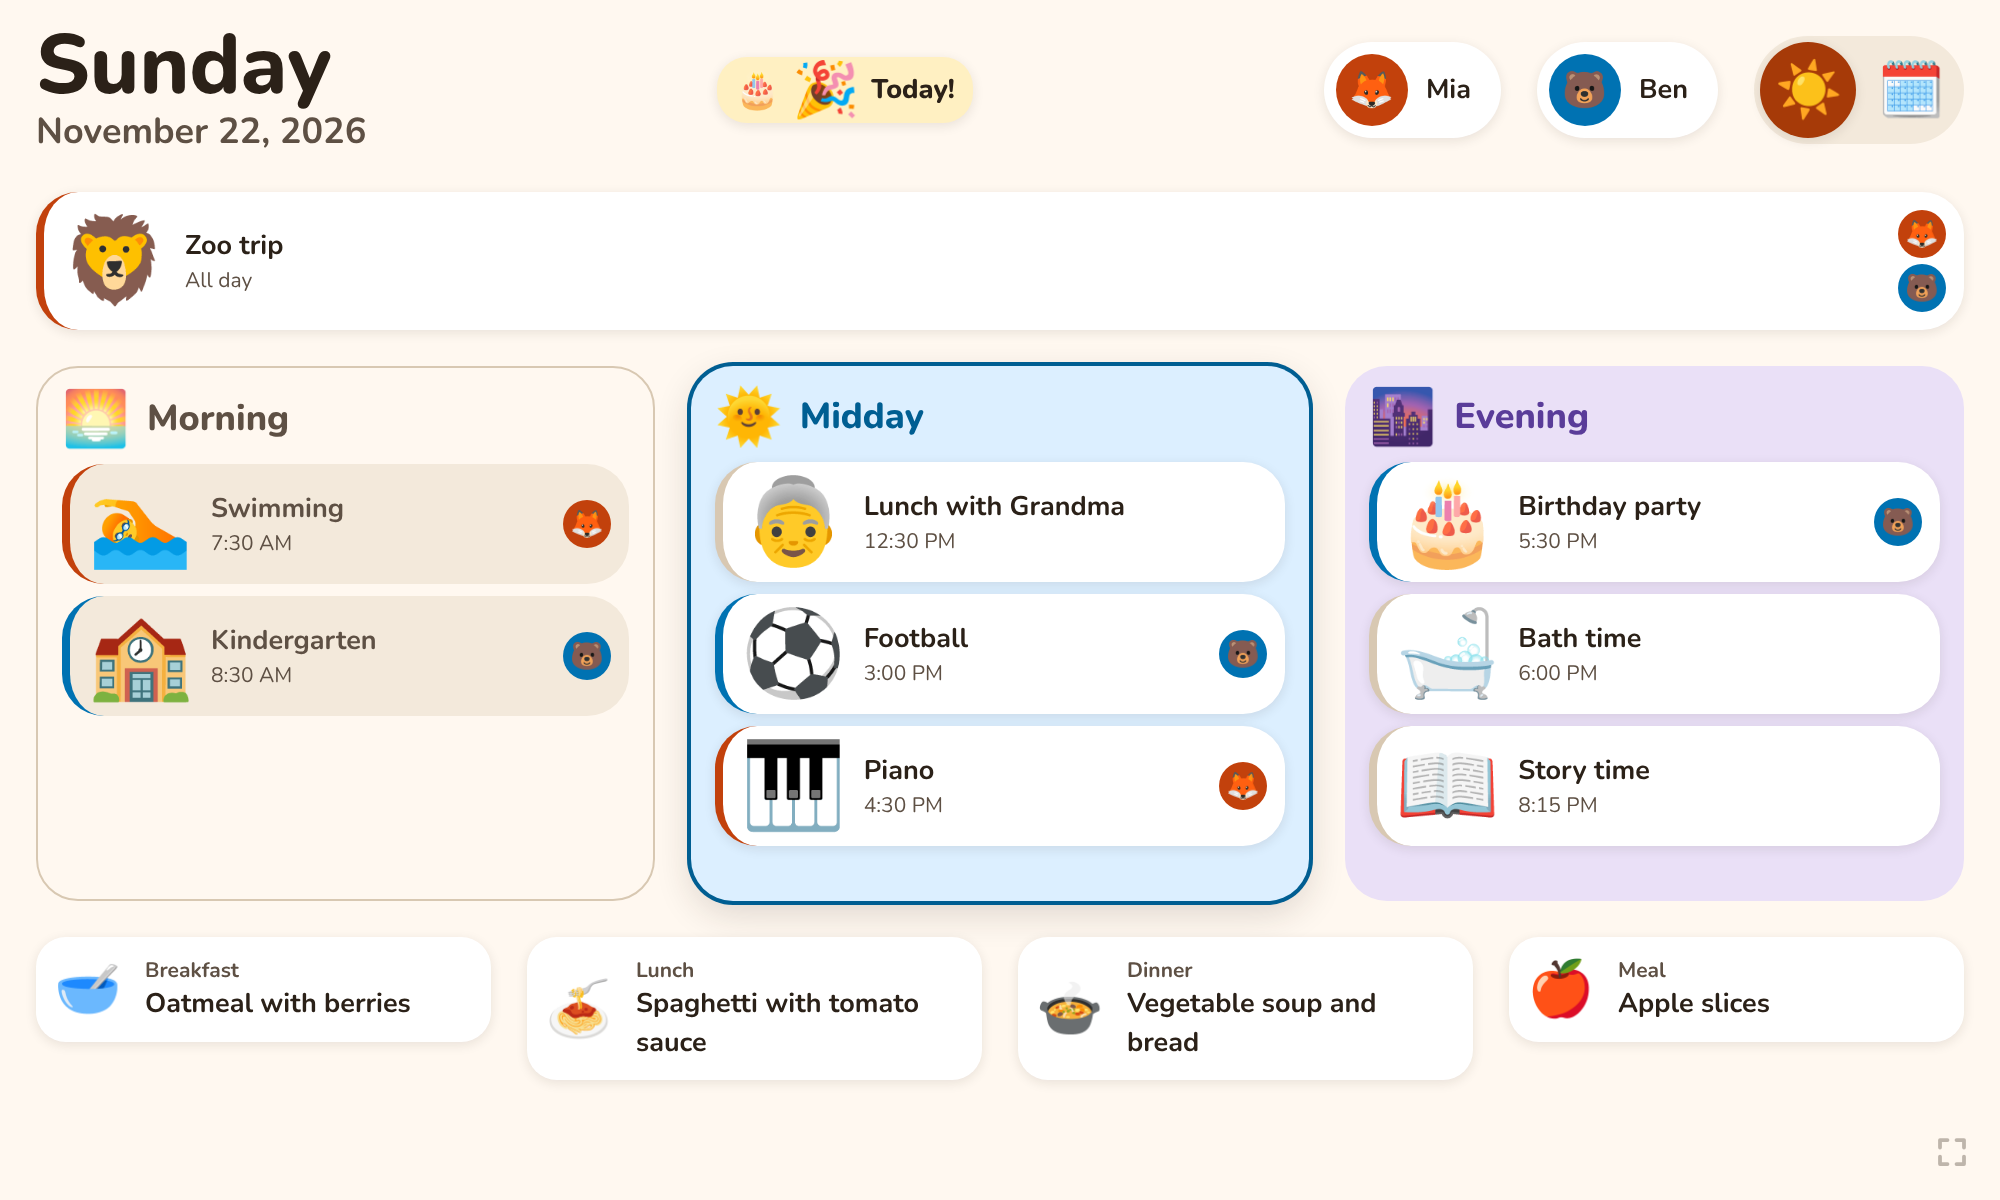 Sunday
November 22, 2026
Today!
Mia
Ben
Zoo trip
All day
Morning
Swimming
7:30 AM
Kindergarten
8:30 AM
Midday
Lunch with Grandma
12:30 PM
Football
3:00 PM
Piano
4:30 PM
Evening
Birthday party
5:30 PM
Bath time
6:00 PM
Story time
8:15 PM
Breakfast
Oatmeal with berries
Lunch
Spaghetti with tomato
sauce
Dinner
Vegetable soup and
bread
Meal
Apple slices